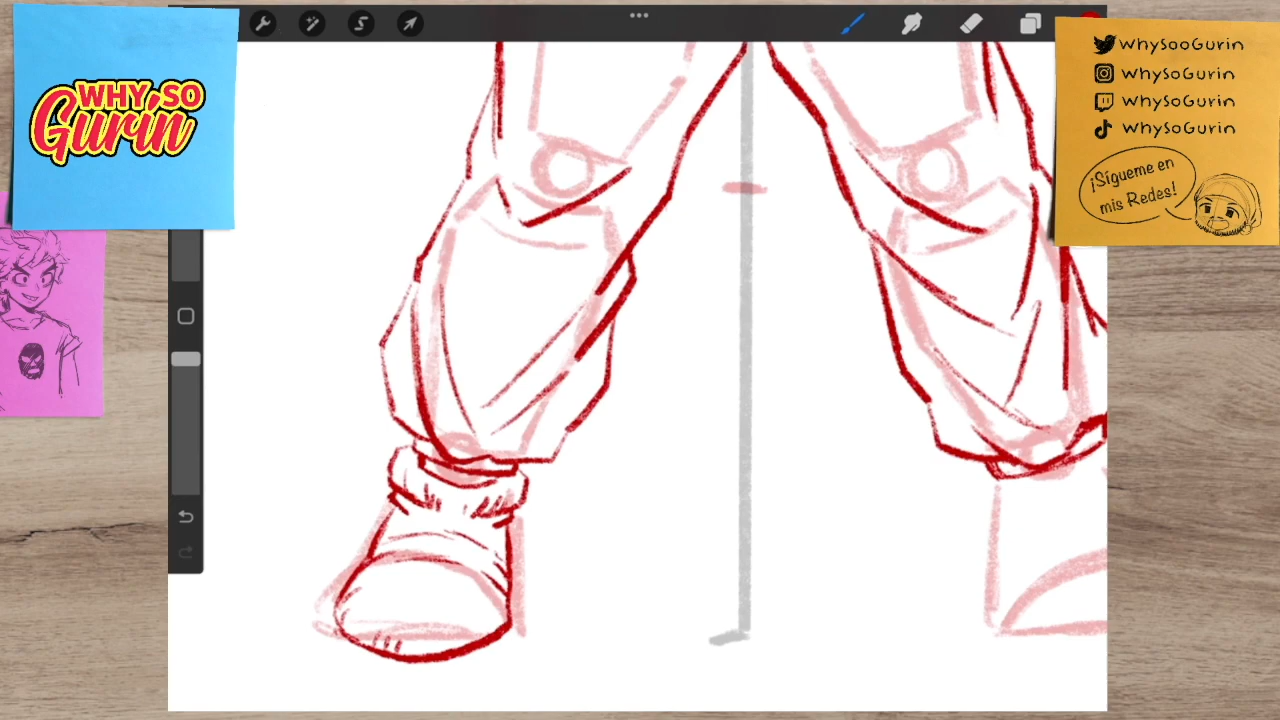 WHY SO
Gurin
WhySooGurin
WhySoGurin
WhySoGurin
WhySoGurin
¡Sígueme en
mis Redes!